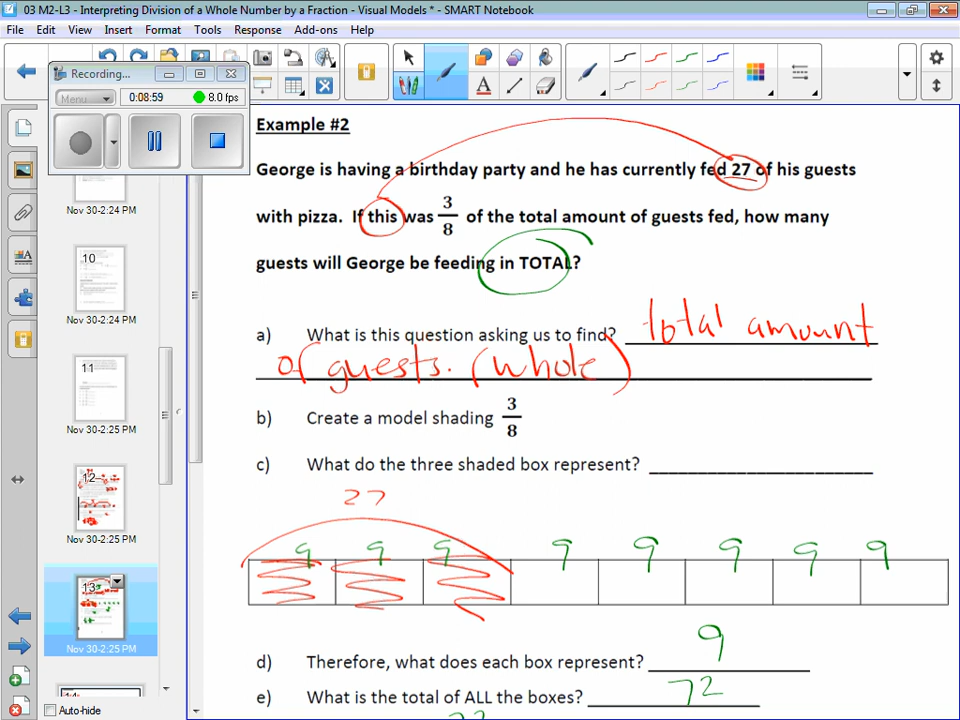 03 M2-L3 - Interpreting Division of a Whole Number by a Fraction - Visual Models * - SMART Notebook
File Edit View Insert Format Tools Response Add-ons Help
Recording...
Menu 0:08:59 8.0 fps
Nov 30-2:24 PM
10
Nov 30-2:24 PM
11
Nov 30-2:25 PM
12
Nov 30-2:25 PM
13
Nov 30-2:25 PM
Auto-hide
Example #2
George is having a birthday party and he has currently fed 27 of his guests
with pizza. If this was 3/8 of the total amount of guests fed, how many
guests will George be feeding in TOTAL?
a) What is this question asking us to find? total amount
of guests. (whole)
b) Create a model shading 3/8
c) What do the three shaded box represent?
27
9 9 9 9 9 9 9 9
d) Therefore, what does each box represent? 9
e) What is the total of ALL the boxes? 72